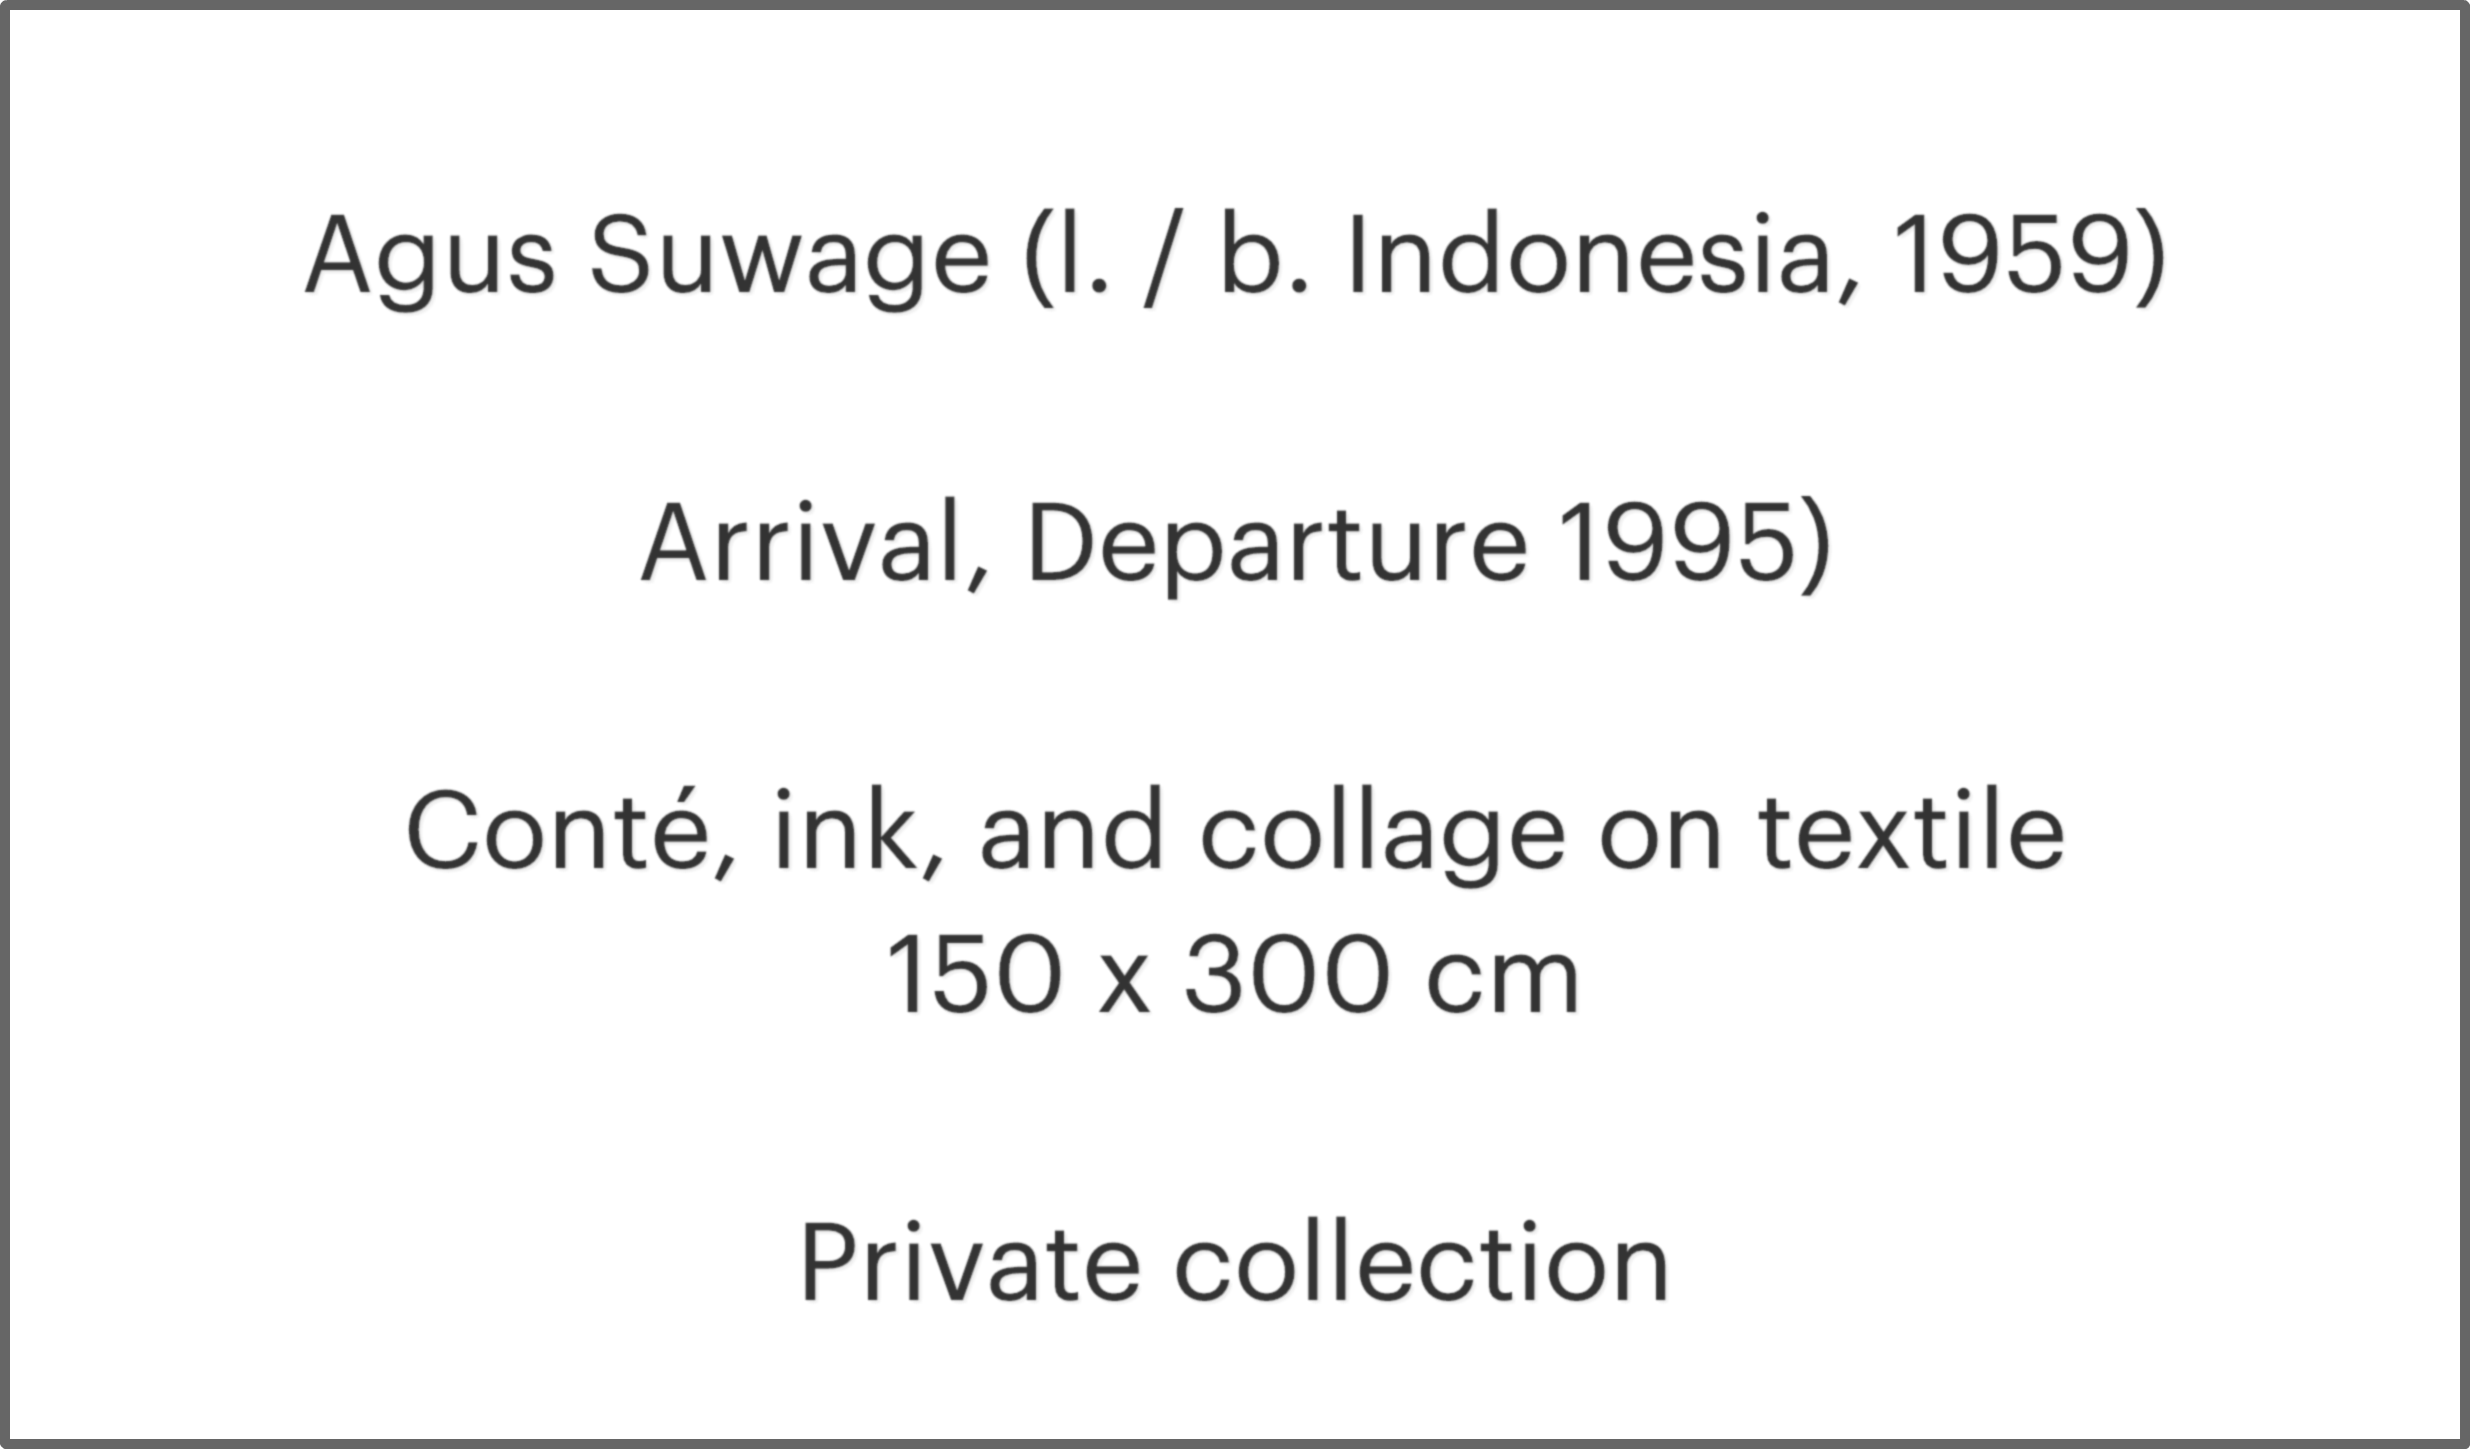 Agus Suwage (l. / b. Indonesia, 1959)
Arrival, Departure 1995)
Conté, ink, and collage on textile
150 x 300 cm
Private collection